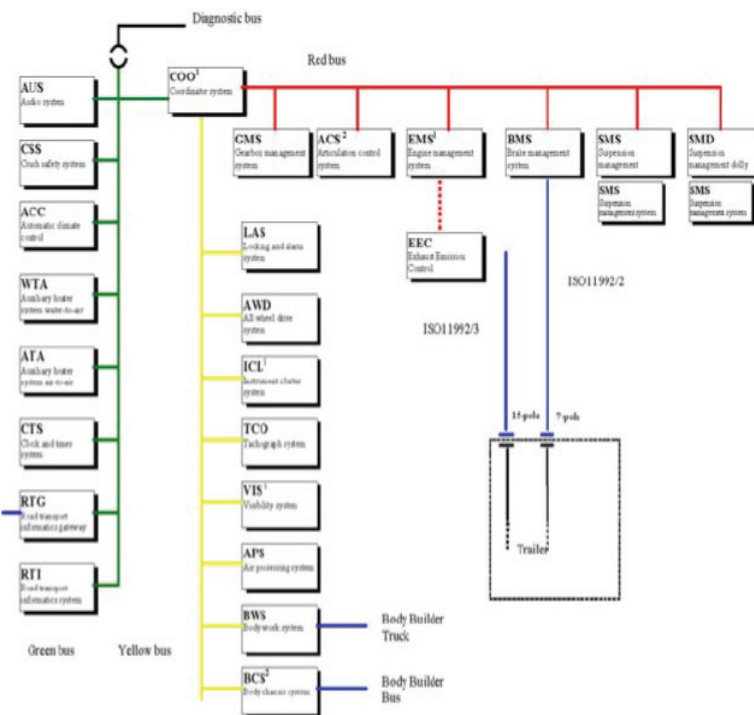 Diagnostic bus
Red bus
COO¹
Coordinator system
AUS
Audio system
CSS
Crash safety system
ACC
Automatic climate
control
WTA
Auxiliary heater
system water-to-air
ATA
Auxiliary heater
system air-to-air
CTS
Clock and timer
system
RTG
Road transport
informatics gateway
RTI
Road transport
informatics system
Green bus
Yellow bus
GMS
Gearbox management
system
ACS²
Articulation control
system
EMS¹
Engine management
system
BMS
Brake management
system
SMS
Suspension
management
SMS
Suspension
management system
SMD
Suspension
management dolly
SMS
Suspension
management system
EEC
Exhaust Emission
Control
LAS
Locking and alarm
system
AWD
All wheel drive
system
ICL¹
Instrument cluster
system
TCO
Tachograph system
VIS¹
Visibility system
APS
Air processing system
BWS
Body work system
BCS²
Body chassis system
Body Builder
Truck
Body Builder
Bus
ISO11992/2
ISO11992/3
15-pole
7-pole
Trailer